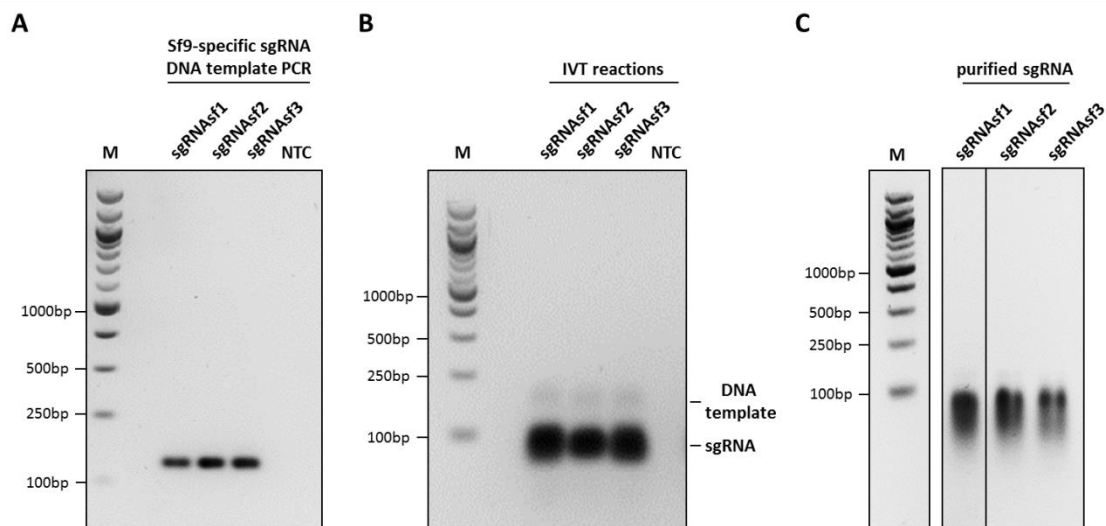 A
Sf9-specific sgRNA
DNA template PCR
M
sgRNAsf1
sgRNAsf2
sgRNAsf3
NTC
1000bp
500bp
250bp
100bp
B
IVT reactions
M
sgRNAsf1
sgRNAsf2
sgRNAsf3
NTC
1000bp
500bp
250bp
100bp
DNA
template
sgRNA
C
purified sgRNA
M
sgRNAsf1
sgRNAsf2
sgRNAsf3
1000bp
500bp
250bp
100bp